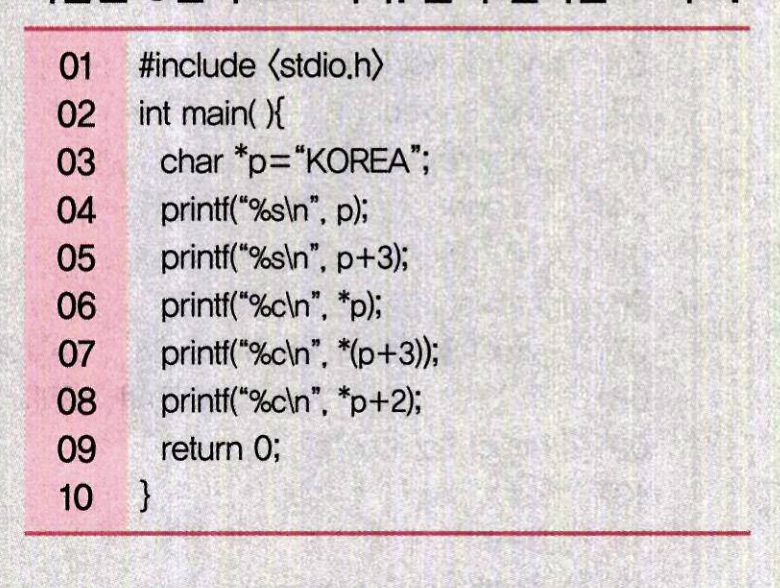 01 #include 〈stdio.h〉
02 int main( ){
03 char *p=“KOREA”;
04 printf(“%s\n”, p);
05 printf(“%s\n”, p+3);
06 printf(“%c\n”, *p);
07 printf(“%c\n”, *(p+3));
08 printf(“%c\n”, *p+2);
09 return 0;
10 }